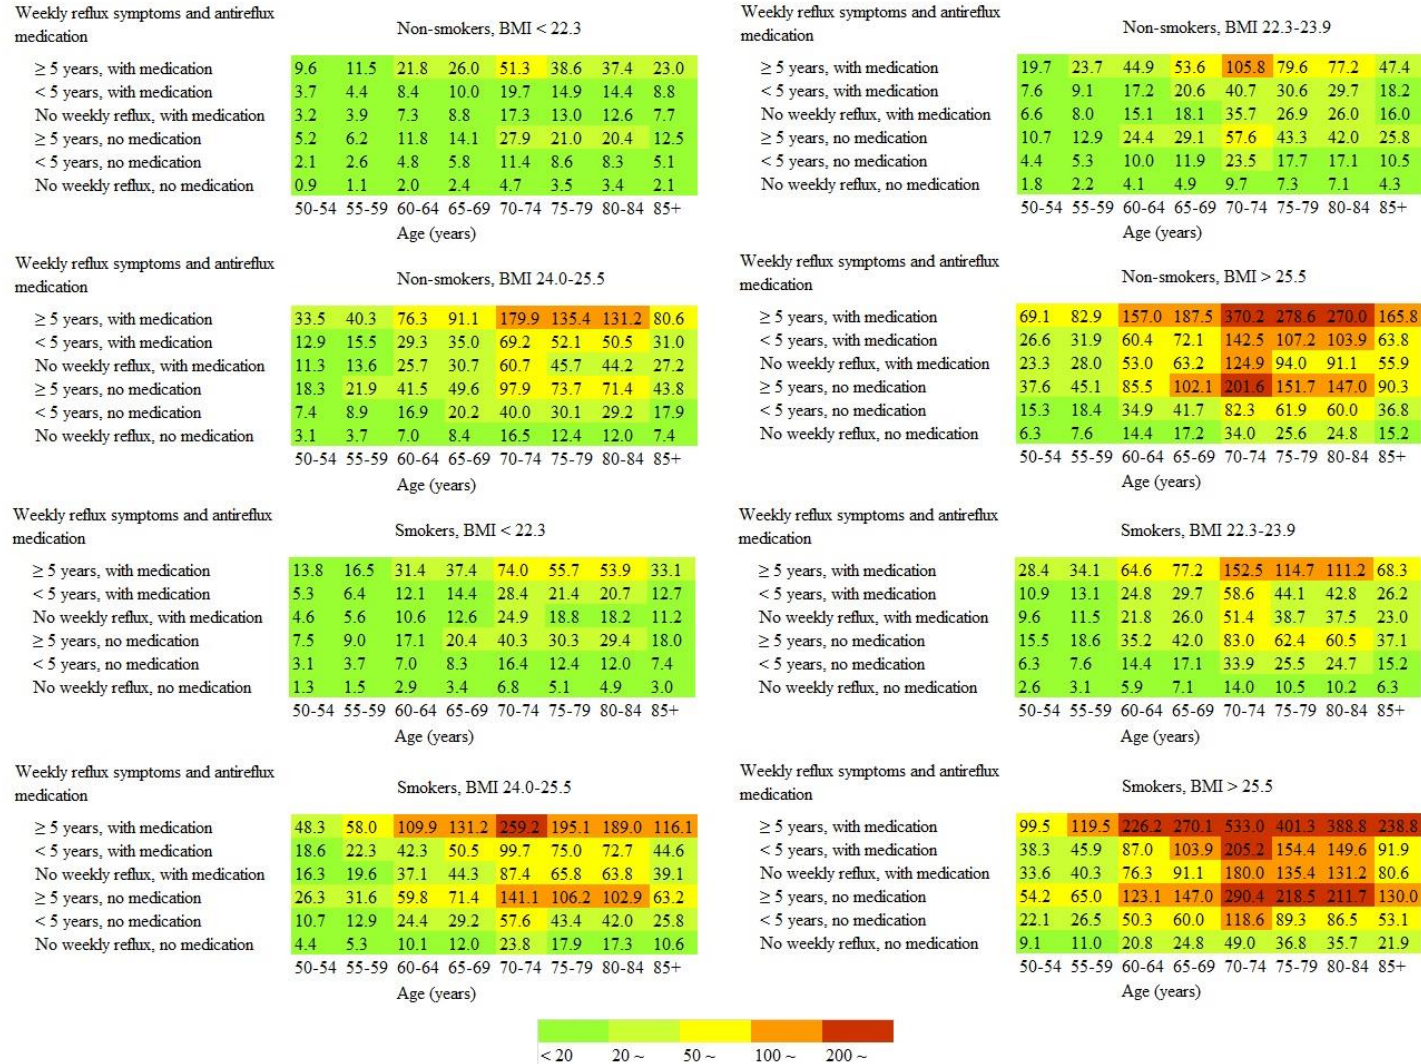 Weekly reflux symptoms and antireflux
medication
Non-smokers, BMI < 22.3
≥ 5 years, with medication 9.6 11.5 21.8 26.0 51.3 38.6 37.4 23.0
< 5 years, with medication 3.7 4.4 8.4 10.0 19.7 14.9 14.4 8.8
No weekly reflux, with medication 3.2 3.9 7.3 8.8 17.3 13.0 12.6 7.7
≥ 5 years, no medication 5.2 6.2 11.8 14.1 27.9 21.0 20.4 12.5
< 5 years, no medication 2.1 2.6 4.8 5.8 11.4 8.6 8.3 5.1
No weekly reflux, no medication 0.9 1.1 2.0 2.4 4.7 3.5 3.4 2.1
50-54 55-59 60-64 65-69 70-74 75-79 80-84 85+
Age (years)
Weekly reflux symptoms and antireflux
medication
Non-smokers, BMI 22.3-23.9
≥ 5 years, with medication 19.7 23.7 44.9 53.6 105.8 79.6 77.2 47.4
< 5 years, with medication 7.6 9.1 17.2 20.6 40.7 30.6 29.7 18.2
No weekly reflux, with medication 6.6 8.0 15.1 18.1 35.7 26.9 26.0 16.0
≥ 5 years, no medication 10.7 12.9 24.4 29.1 57.6 43.3 42.0 25.8
< 5 years, no medication 4.4 5.3 10.0 11.9 23.5 17.7 17.1 10.5
No weekly reflux, no medication 1.8 2.2 4.1 4.9 9.7 7.3 7.1 4.3
50-54 55-59 60-64 65-69 70-74 75-79 80-84 85+
Age (years)
Weekly reflux symptoms and antireflux
medication
Non-smokers, BMI 24.0-25.5
≥ 5 years, with medication 33.5 40.3 76.3 91.1 179.9 135.4 131.2 80.6
< 5 years, with medication 12.9 15.5 29.3 35.0 69.2 52.1 50.5 31.0
No weekly reflux, with medication 11.3 13.6 25.7 30.7 60.7 45.7 44.2 27.2
≥ 5 years, no medication 18.3 21.9 41.5 49.6 97.9 73.7 71.4 43.8
< 5 years, no medication 7.4 8.9 16.9 20.2 40.0 30.1 29.2 17.9
No weekly reflux, no medication 3.1 3.7 7.0 8.4 16.5 12.4 12.0 7.4
50-54 55-59 60-64 65-69 70-74 75-79 80-84 85+
Age (years)
Weekly reflux symptoms and antireflux
medication
Non-smokers, BMI > 25.5
≥ 5 years, with medication 69.1 82.9 157.0 187.5 370.2 278.6 270.0 165.8
< 5 years, with medication 26.6 31.9 60.4 72.1 142.5 107.2 103.9 63.8
No weekly reflux, with medication 23.3 28.0 53.0 63.2 124.9 94.0 91.1 55.9
≥ 5 years, no medication 37.6 45.1 85.5 102.1 201.6 151.7 147.0 90.3
< 5 years, no medication 15.3 18.4 34.9 41.7 82.3 61.9 60.0 36.8
No weekly reflux, no medication 6.3 7.6 14.4 17.2 34.0 25.6 24.8 15.2
50-54 55-59 60-64 65-69 70-74 75-79 80-84 85+
Age (years)
Weekly reflux symptoms and antireflux
medication
Smokers, BMI < 22.3
≥ 5 years, with medication 13.8 16.5 31.4 37.4 74.0 55.7 53.9 33.1
< 5 years, with medication 5.3 6.4 12.1 14.4 28.4 21.4 20.7 12.7
No weekly reflux, with medication 4.6 5.6 10.6 12.6 24.9 18.8 18.2 11.2
≥ 5 years, no medication 7.5 9.0 17.1 20.4 40.3 30.3 29.4 18.0
< 5 years, no medication 3.1 3.7 7.0 8.3 16.4 12.4 12.0 7.4
No weekly reflux, no medication 1.3 1.5 2.9 3.4 6.8 5.1 4.9 3.0
50-54 55-59 60-64 65-69 70-74 75-79 80-84 85+
Age (years)
Weekly reflux symptoms and antireflux
medication
Smokers, BMI 22.3-23.9
≥ 5 years, with medication 28.4 34.1 64.6 77.2 152.5 114.7 111.2 68.3
< 5 years, with medication 10.9 13.1 24.8 29.7 58.6 44.1 42.8 26.2
No weekly reflux, with medication 9.6 11.5 21.8 26.0 51.4 38.7 37.5 23.0
≥ 5 years, no medication 15.5 18.6 35.2 42.0 83.0 62.4 60.5 37.1
< 5 years, no medication 6.3 7.6 14.4 17.1 33.9 25.5 24.7 15.2
No weekly reflux, no medication 2.6 3.1 5.9 7.1 14.0 10.5 10.2 6.3
50-54 55-59 60-64 65-69 70-74 75-79 80-84 85+
Age (years)
Weekly reflux symptoms and antireflux
medication
Smokers, BMI 24.0-25.5
≥ 5 years, with medication 48.3 58.0 109.9 131.2 259.2 195.1 189.0 116.1
< 5 years, with medication 18.6 22.3 42.3 50.5 99.7 75.0 72.7 44.6
No weekly reflux, with medication 16.3 19.6 37.1 44.3 87.4 65.8 63.8 39.1
≥ 5 years, no medication 26.3 31.6 59.8 71.4 141.1 106.2 102.9 63.2
< 5 years, no medication 10.7 12.9 24.4 29.2 57.6 43.4 42.0 25.8
No weekly reflux, no medication 4.4 5.3 10.1 12.0 23.8 17.9 17.3 10.6
50-54 55-59 60-64 65-69 70-74 75-79 80-84 85+
Age (years)
Weekly reflux symptoms and antireflux
medication
Smokers, BMI > 25.5
≥ 5 years, with medication 99.5 119.5 226.2 270.1 533.0 401.3 388.8 238.8
< 5 years, with medication 38.3 45.9 87.0 103.9 205.2 154.4 149.6 91.9
No weekly reflux, with medication 33.6 40.3 76.3 91.1 180.0 135.4 131.2 80.6
≥ 5 years, no medication 54.2 65.0 123.1 147.0 290.4 218.5 211.7 130.0
< 5 years, no medication 22.1 26.5 50.3 60.0 118.6 89.3 86.5 53.1
No weekly reflux, no medication 9.1 11.0 20.8 24.8 49.0 36.8 35.7 21.9
50-54 55-59 60-64 65-69 70-74 75-79 80-84 85+
Age (years)
< 20 20 ~ 50 ~ 100 ~ 200 ~